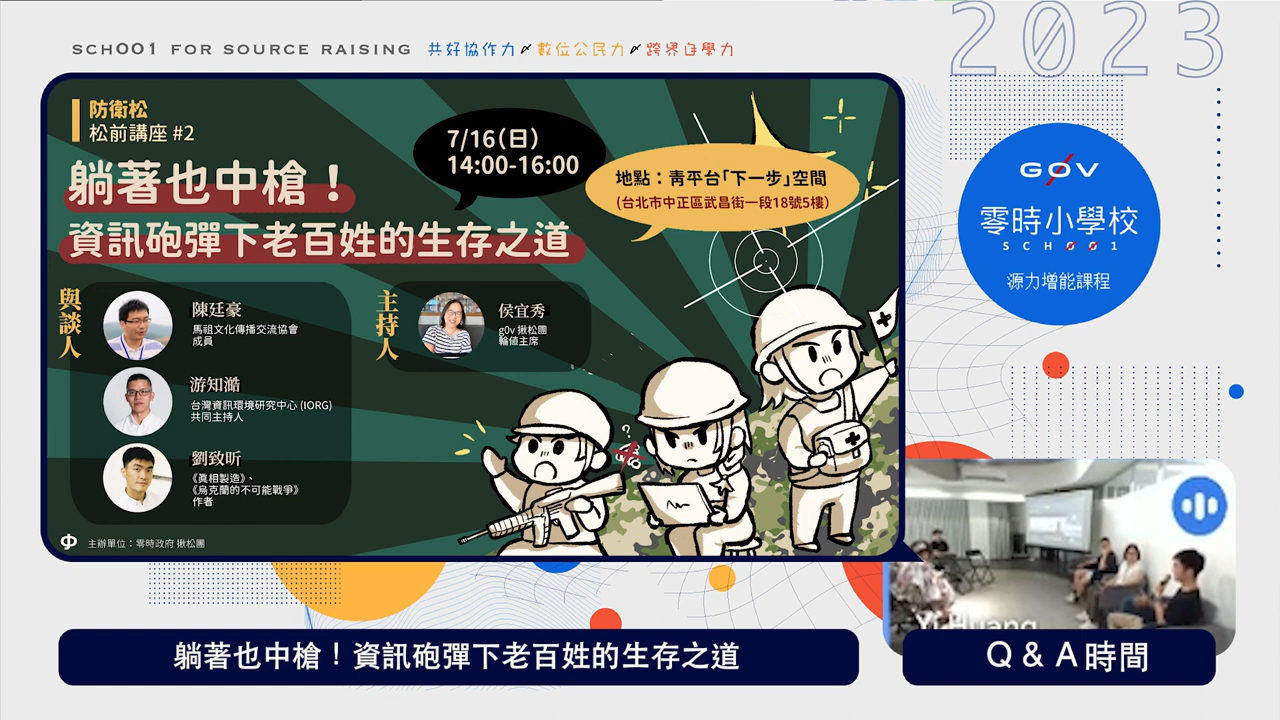 SCH001 FOR SOURCE RAISING 共好協作力 數位公民力 跨界自學力
2023
防衛松
松前講座 #2
7/16(日)
14:00-16:00
地點：青平台「下一步」空間
(台北市中正區武昌街一段18號5樓)
躺著也中槍！
資訊砲彈下老百姓的生存之道
與談人
陳廷豪
馬祖文化傳播交流協會
成員
游知澔
台灣資訊環境研究中心 (IORG)
共同主持人
劉致昕
《真相製造》、
《烏克蘭的不可能戰爭》
作者
主持人
侯宜秀
g0v 揪松團
輪值主席
?
主辦單位：零時政府 揪松團
G0V
零時小學校
SCH001
源力增能課程
Yi Huang
躺著也中槍！資訊砲彈下老百姓的生存之道
Q & A 時間